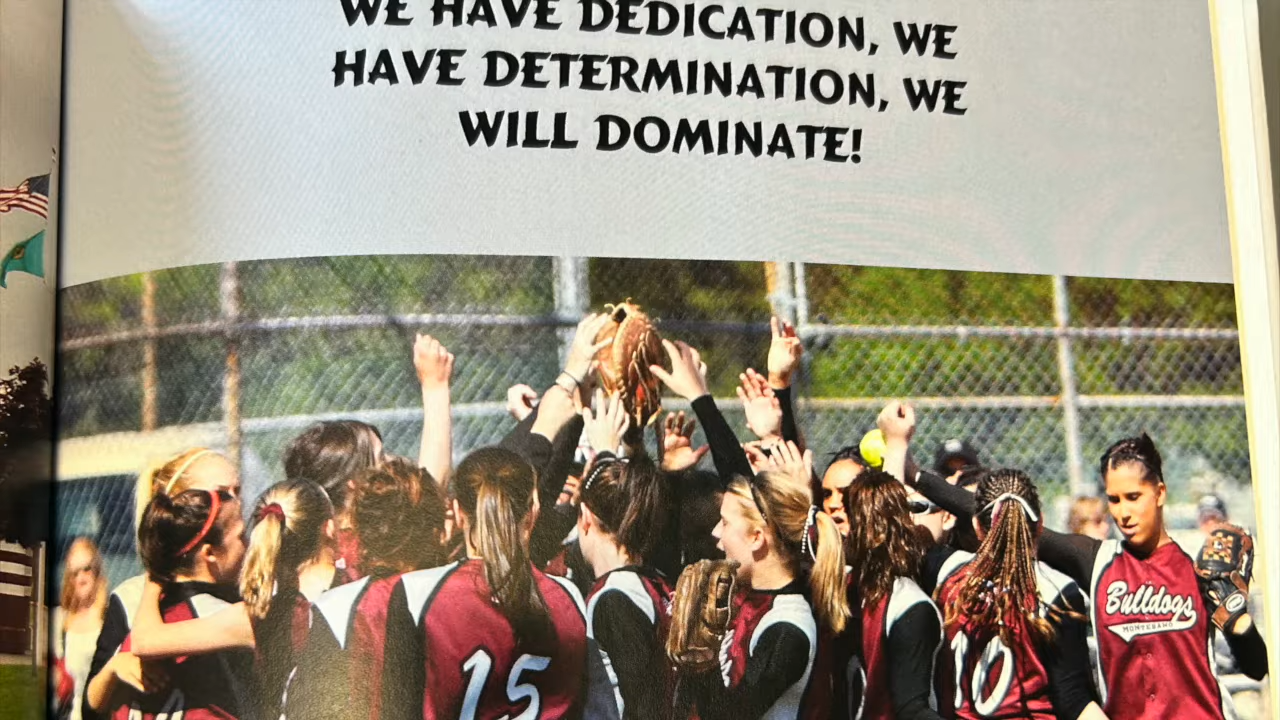 WE HAVE DEDICATION, WE
HAVE DETERMINATION, WE
WILL DOMINATE!
15
10
Bulldogs
MONTESANO